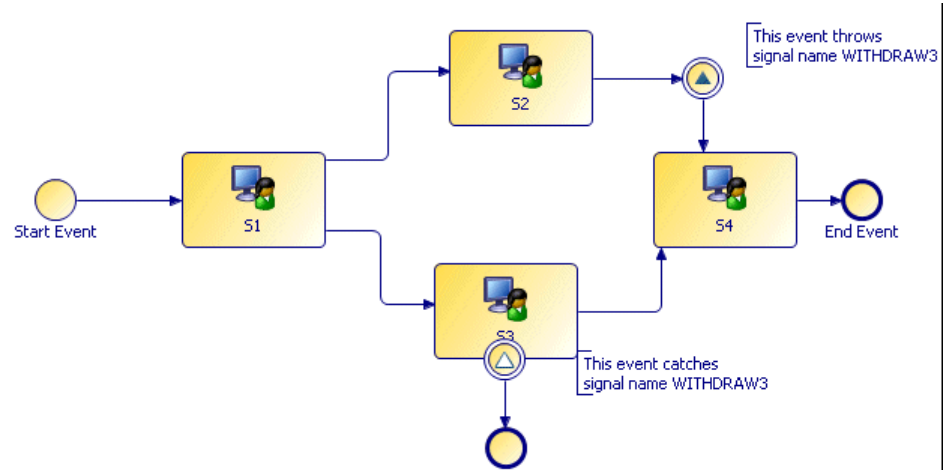 This event throws
signal name WITHDRAW3
S2
Start Event
S1
S4
End Event
S3
This event catches
signal name WITHDRAW3